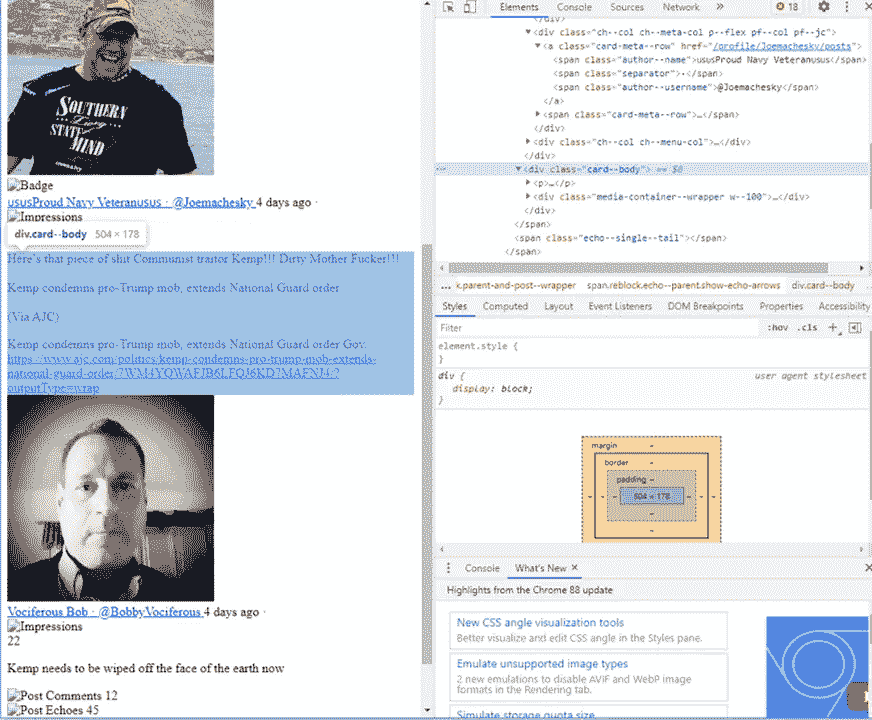 SOUTHERN
STATE OF
MIND
Badge
ususProud Navy Veteranusus · @Joemachesky 4 days ago ·
Impressions
div.card--body 504 × 178
Here's that piece of shit Communist traitor Kemp!!! Dirty Mother Fucker!!!
Kemp condemns pro-Trump mob, extends National Guard order
(Via AJC)
Kemp condemns pro-Trump mob, extends National Guard order Gov.
https://www.ajc.com/politics/kemp-condemns-pro-trump-mob-extends-
outputType=wrap
Vociferous Bob · @BobbyVociferous 4 days ago ·
Impressions
22
Kemp needs to be wiped off the face of the earth now
Post Comments 12
Post Echoes 45
Elements Console Sources Network » 18
</div>
<div class="ch--col ch--meta-col p--flex pf--col pf--jc">
<a class="card-meta--row" href="/profile/Joemachesky/posts">
<span class="author--name">ususProud Navy Veteranusus</span>
<span class="separator">·</span>
<span class="author--username">@Joemachesky</span>
</a>
<span class="card-meta--row">…</span>
</div>
<div class="ch--col ch--menu-col">…</div>
</div>
<div class="card--body"> == $0
<p>…</p>
<div class="media-container--wrapper w--100">…</div>
</div>
</span>
<span class="echo--single--tail"></span>
</span>
... k.parent-and-post--wrapper span.reblock.echo--parent.show-echo-arrows div.card--body
Styles Computed Layout Event Listeners DOM Breakpoints Properties Accessibility
Filter :hov .cls +
element.style {
}
div { user agent stylesheet
display: block;
}
margin -
border -
padding -
- - - 504 × 178 - - -
-
-
Console What's New ×
Highlights from the Chrome 88 update
New CSS angle visualization tools
Better visualize and edit CSS angle in the Styles pane.
Emulate unsupported image types
2 new emulations to disable AVIF and WebP image
formats in the Rendering tab.
Simulate storage quota size